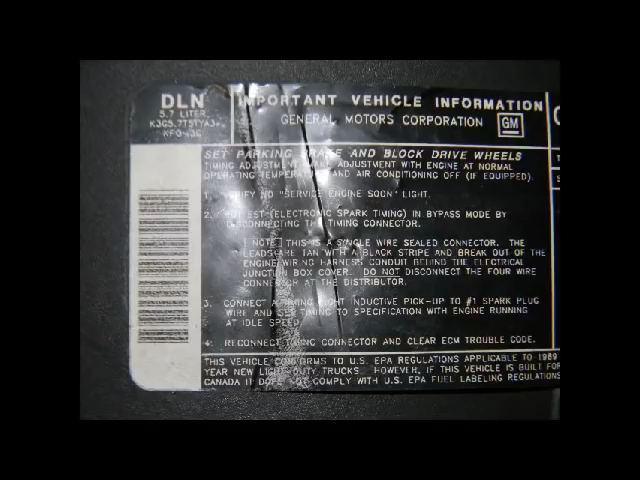 DLN
5.7 LITER
IMPORTANT VEHICLE INFORMATION
GENERAL MOTORS CORPORATION GM
SET PARKING BRAKE AND BLOCK DRIVE WHEELS
TIMING ADJUSTMENT ADJUSTMENT WITH ENGINE AT NORMAL
OPERATING TEMPERATURE AND AIR CONDITIONING OFF (IF EQUIPPED).
1. VERIFY NO "SERVICE ENGINE SOON" LIGHT.
2. EST (ELECTRONIC SPARK TIMING) IN BYPASS MODE BY
DISCONNECTING THE TIMING CONNECTOR.
NOTE THIS IS A SINGLE WIRE SEALED CONNECTOR. THE
LEADS ARE TAN WITH A BLACK STRIPE AND BREAK OUT OF THE
ENGINE WIRING HARNESS CONDUIT BEHIND THE ELECTRICAL
JUNCTION BOX COVER. DO NOT DISCONNECT THE FOUR WIRE
CONNECTOR AT THE DISTRIBUTOR.
3. CONNECT A TIMING LIGHT INDUCTIVE PICK-UP TO #1 SPARK PLUG
WIRE AND SET TIMING TO SPECIFICATION WITH ENGINE RUNNING
AT IDLE SPEED
4. RECONNECT TIMING CONNECTOR AND CLEAR ECM TROUBLE CODE.
THIS VEHICLE CONFORMS TO U.S. EPA REGULATIONS APPLICABLE TO 1989
YEAR NEW LIGHT-DUTY TRUCKS. HOWEVER, IF THIS VEHICLE IS BUILT FOR
CANADA IT DOES NOT COMPLY WITH U.S. EPA FUEL LABELING REGULATIONS